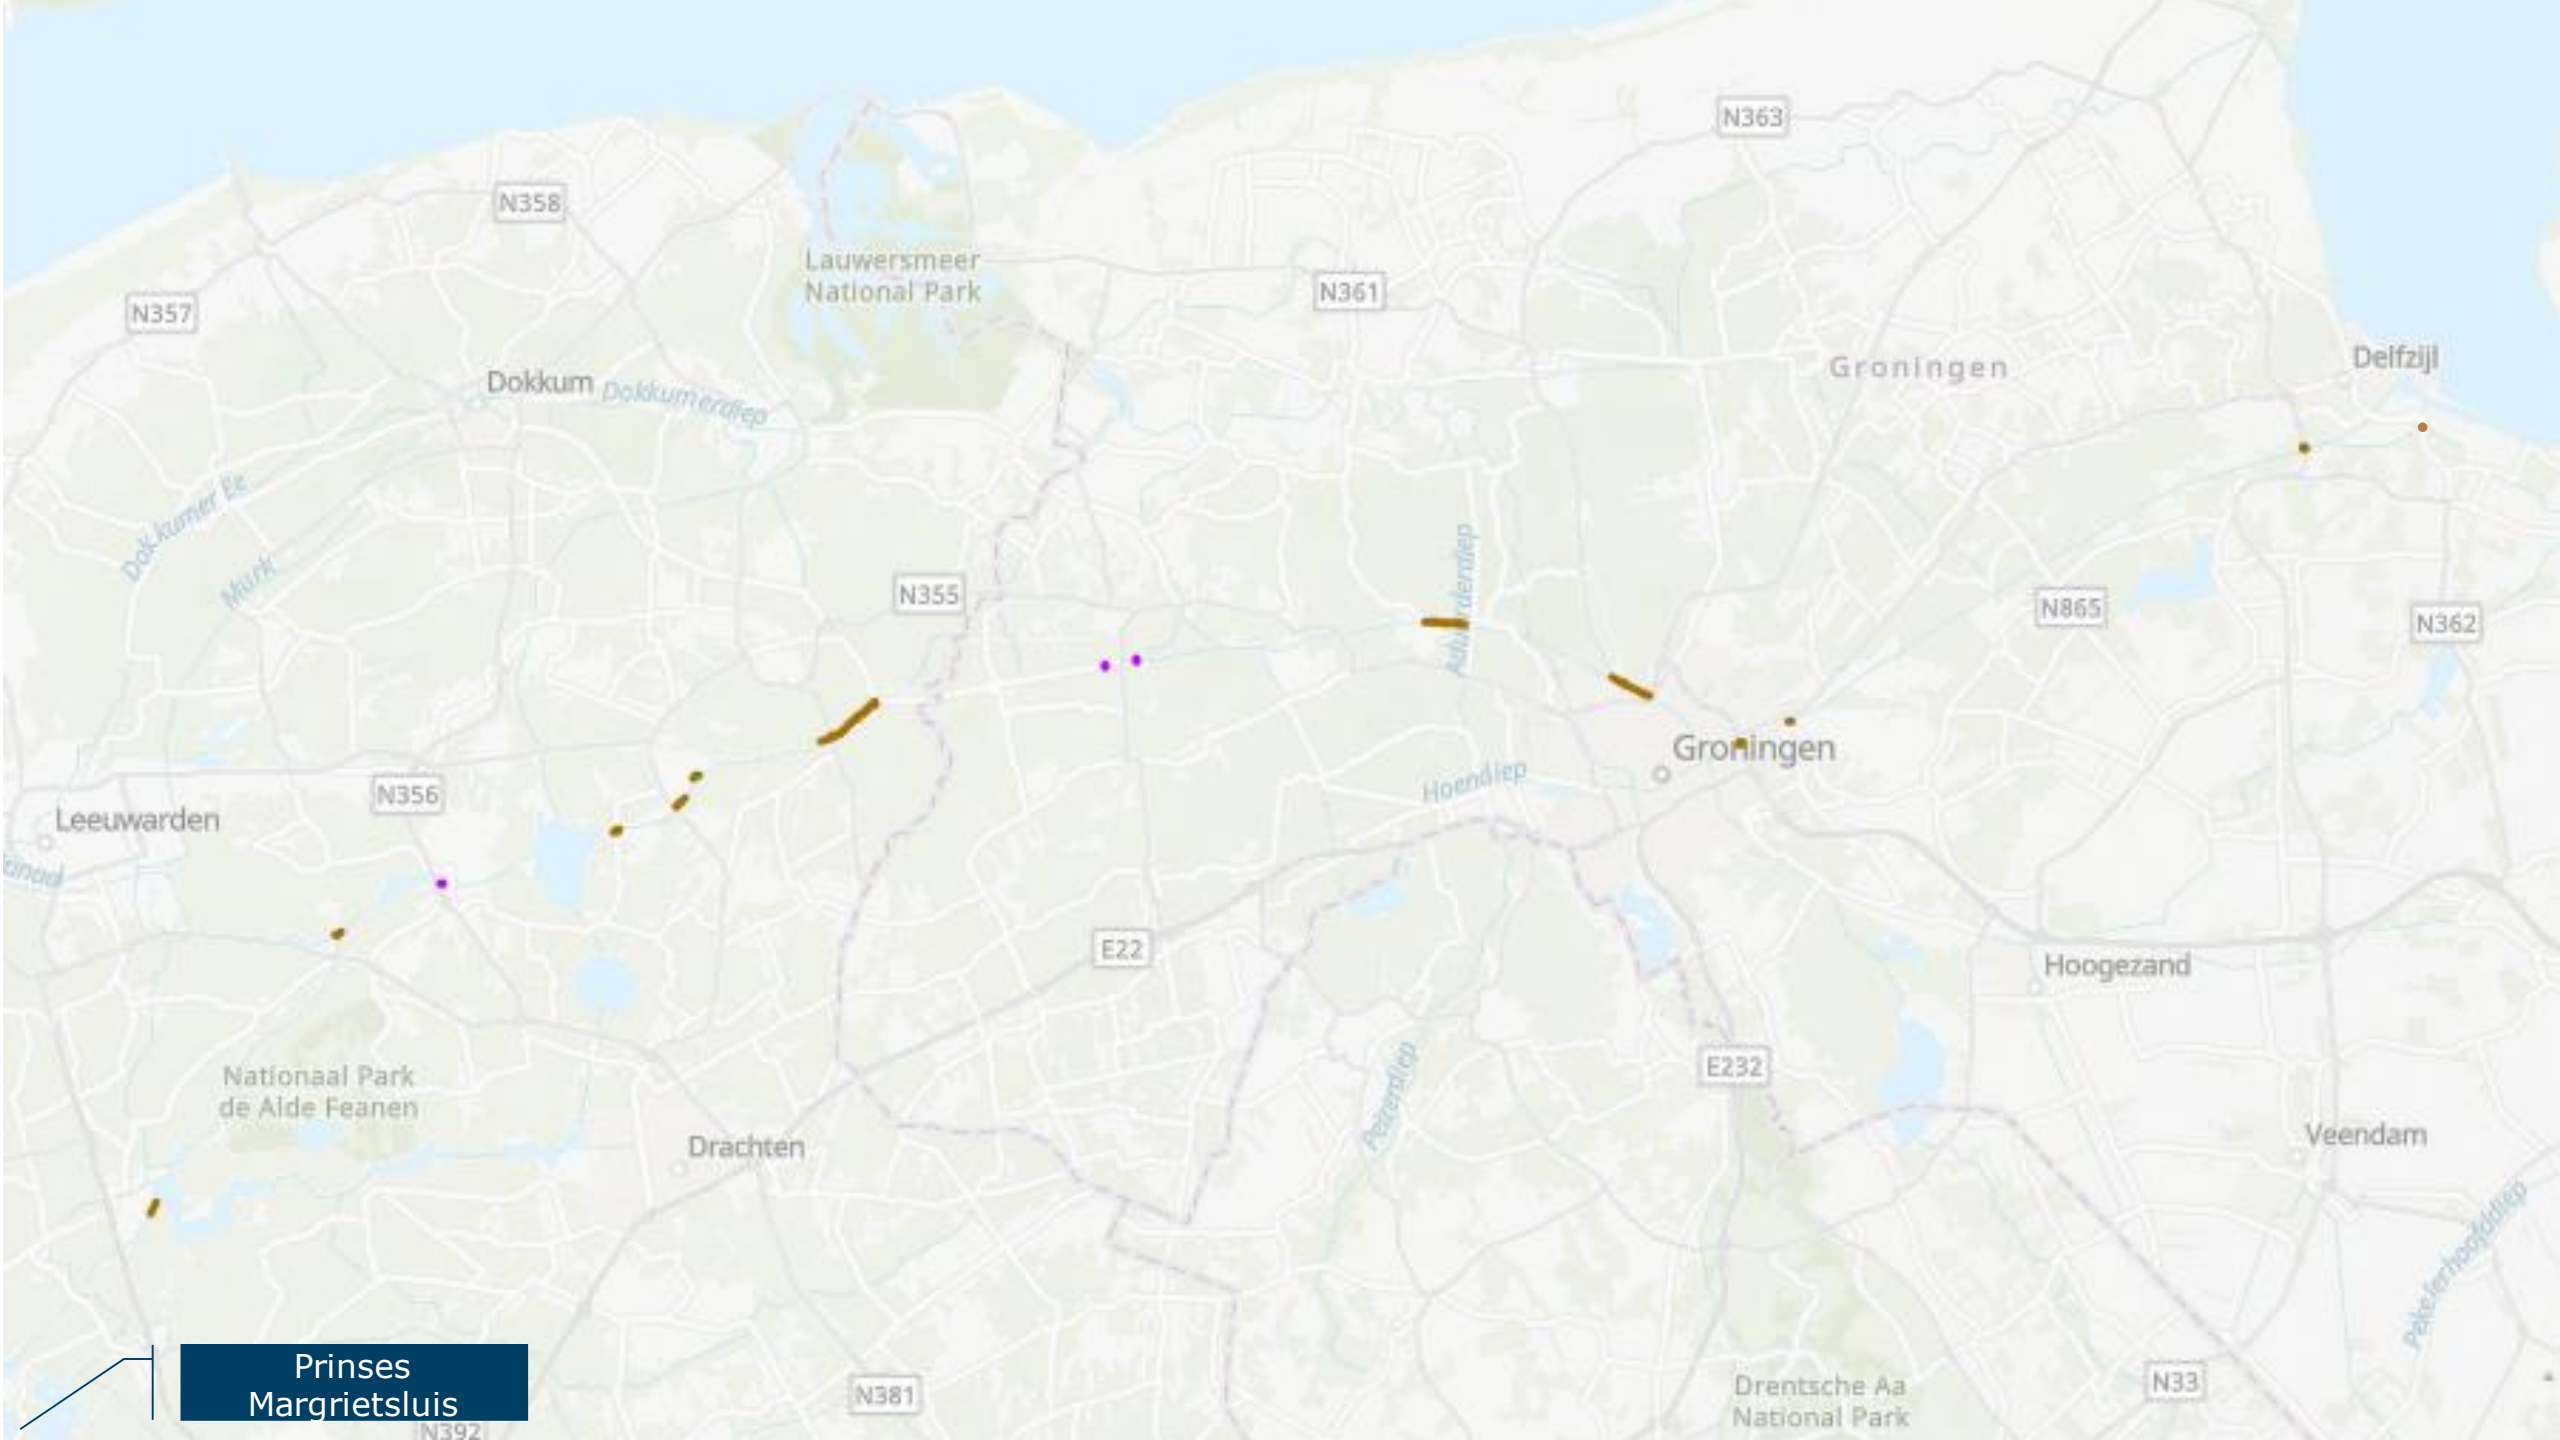 N363
N358
Lauwersmeer
National Park
N361
N357
Groningen
Delfzijl
Dokkum
Dokkumerdiep
Dokkumer Ee
Murk
N355
Aduarderdiep
N865
N362
Groningen
Hoendiep
N356
Leeuwarden
E22
Hoogezand
Nationaal Park
de Alde Feanen
Peizerdiep
E232
Drachten
Veendam
Pekelerhoofddiep
Prinses
Margrietsluis
N392
N381
Drentsche Aa
National Park
N33